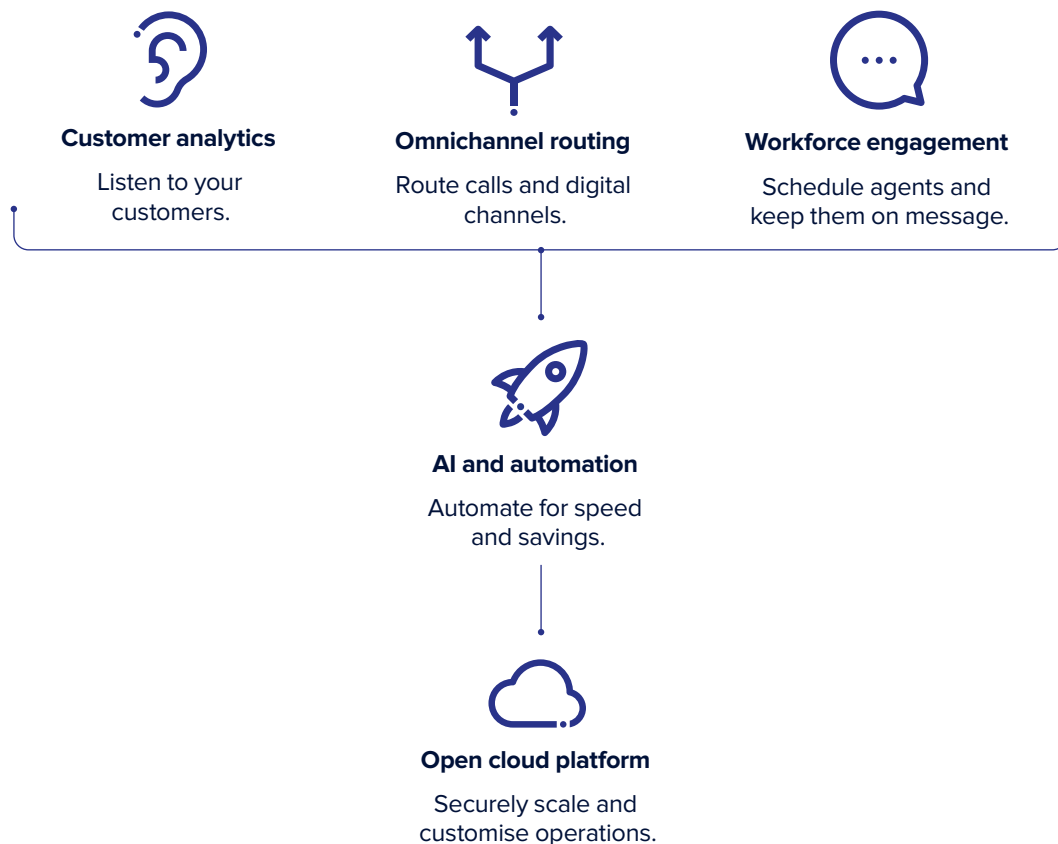 Customer analytics
Listen to your
customers.
Omnichannel routing
Route calls and digital
channels.
Workforce engagement
Schedule agents and
keep them on message.
AI and automation
Automate for speed
and savings.
Open cloud platform
Securely scale and
customise operations.